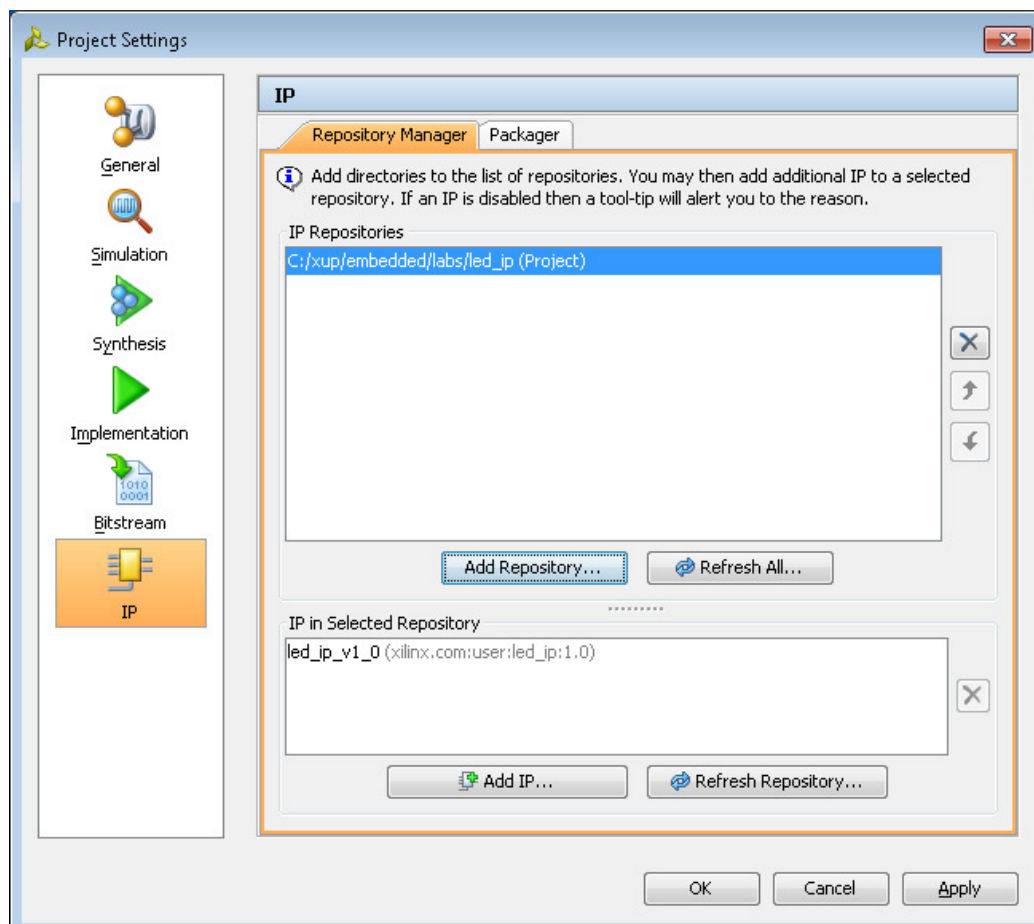 Project Settings
General
Simulation
Synthesis
Implementation
1010
0001
Bitstream
IP
IP
Repository Manager
Packager
Add directories to the list of repositories. You may then add additional IP to a selected
repository. If an IP is disabled then a tool-tip will alert you to the reason.
IP Repositories
C:/xup/embedded/labs/led_ip (Project)
Add Repository...
Refresh All...
IP in Selected Repository
led_ip_v1_0 (xilinx.com:user:led_ip:1.0)
Add IP...
Refresh Repository...
OK
Cancel
Apply